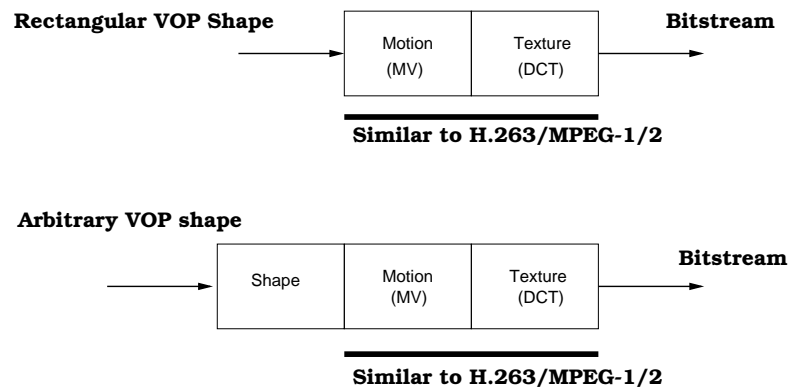 Rectangular VOP Shape
Bitstream
Motion
(MV)
Texture
(DCT)
Similar to H.263/MPEG-1/2
Arbitrary VOP shape
Bitstream
Shape
Motion
(MV)
Texture
(DCT)
Similar to H.263/MPEG-1/2